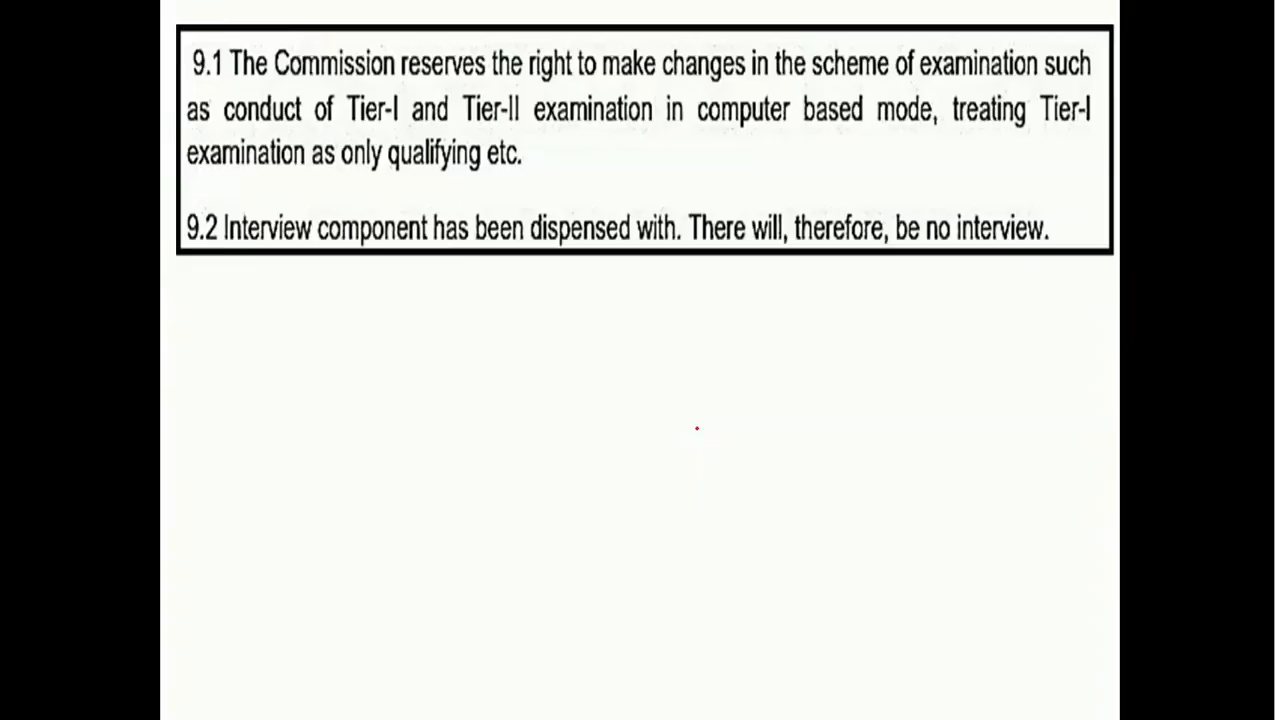 9.1 The Commission reserves the right to make changes in the scheme of examination such
as conduct of Tier-I and Tier-II examination in computer based mode, treating Tier-I
examination as only qualifying etc.
9.2 Interview component has been dispensed with. There will, therefore, be no interview.